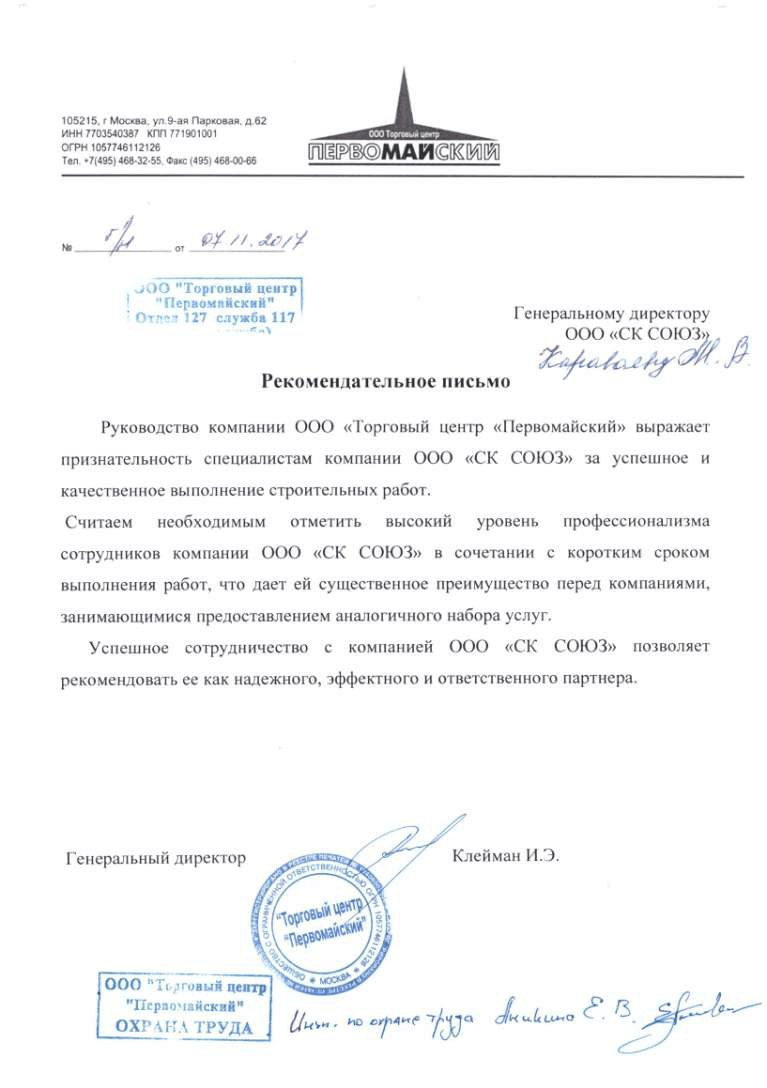 105215, г Москва, ул.9-ая Парковая, д.62
ИНН 7703540387 КПП 771901001
ОГРН 1057746112126
Тел. +7(495) 468-32-55, Факс (495) 468-00-66
ООО Торговый центр
ПЕРВОМАЙСКИЙ
№ б/н от 07.11.2017
ООО "Торговый центр
"Первомайский"
Отдел 127 служба 117
Генеральному директору
ООО «СК СОЮЗ»
Караваеву М. В.
Рекомендательное письмо
Руководство компании ООО «Торговый центр «Первомайский» выражает
признательность специалистам компании ООО «СК СОЮЗ» за успешное и
качественное выполнение строительных работ.
Считаем необходимым отметить высокий уровень профессионализма
сотрудников компании ООО «СК СОЮЗ» в сочетании с коротким сроком
выполнения работ, что дает ей существенное преимущество перед компаниями,
занимающимися предоставлением аналогичного набора услуг.
Успешное сотрудничество с компанией ООО «СК СОЮЗ» позволяет
рекомендовать ее как надежного, эффектного и ответственного партнера.
Генеральный директор Клейман И.Э.
ОБЩЕСТВО С ОГРАНИЧЕННОЙ ОТВЕТСТВЕННОСТЬЮ ОГРН 1057746112126
МОСКВА
"Торговый центр
"Первомайский"
ООО "Торговый центр
"Первомайский"
ОХРАНА ТРУДА
Инж. по охране труда Аникина Е. В.